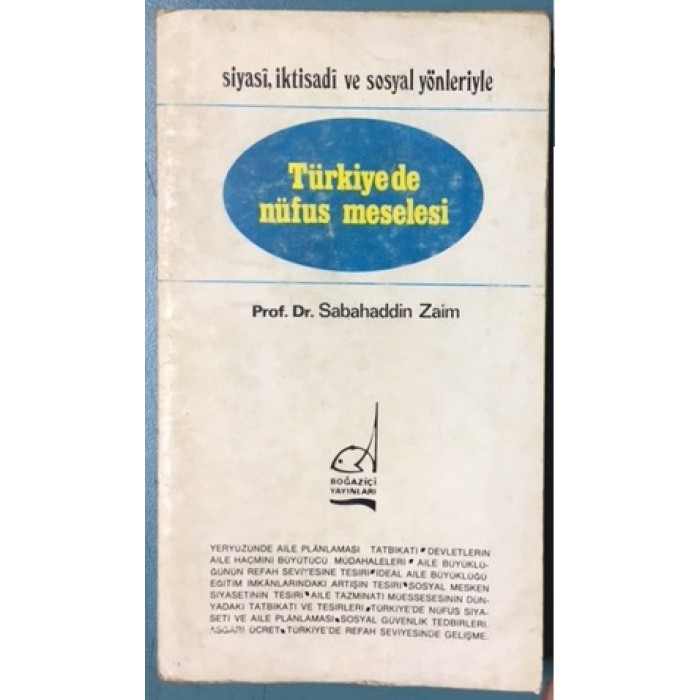 siyasî, iktisadî ve sosyal yönleriyle
Türkiyede
nüfus meselesi
Prof. Dr. Sabahaddin Zaim
BOĞAZİÇİ
YAYINLARI
YERYÜZÜNDE AİLE PLÂNLAMASI TATBİKATI • DEVLETLERİN
AİLE HACMİNİ BÜYÜTÜCÜ MÜDAHALELERİ • AİLE BÜYÜKLÜ-
ĞÜNÜN REFAH SEVİYESİNE TESİRİ • İDEAL AİLE BÜYÜKLÜĞÜ
EĞİTİM İMKÂNLARINDAKİ ARTIŞIN TESİRİ • SOSYAL MESKEN
SİYASETİNİN TESİRİ • AİLE TAZMİNATI MÜESSESESİNİN DÜN-
YADAKİ TATBİKATI VE TESİRLERİ • TÜRKİYE'DE NÜFUS SİYA-
SETİ VE AİLE PLANLAMASI • SOSYAL GÜVENLİK TEDBİRLERİ.
ASGARİ ÜCRET • TÜRKİYE'DE REFAH SEVİYESİNDE GELİŞME.